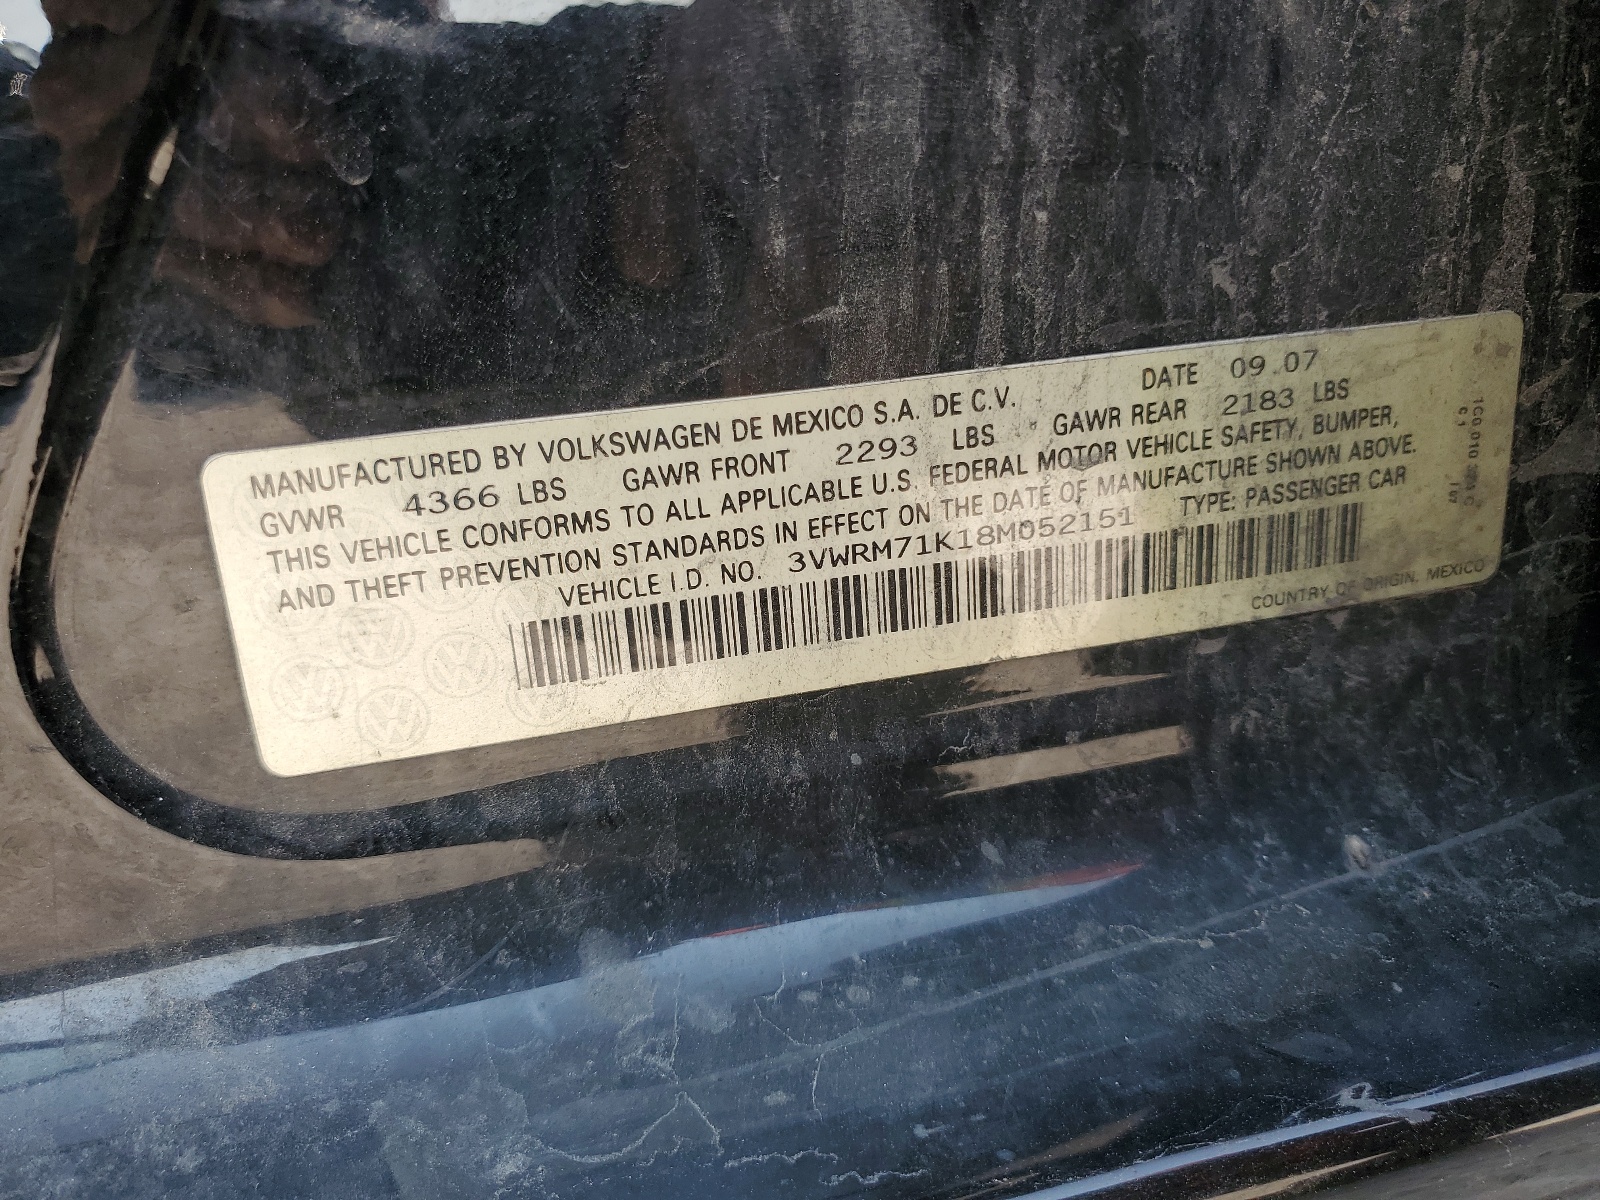 MANUFACTURED BY VOLKSWAGEN DE MEXICO S.A. DE C.V. DATE 09.07
GVWR 4366 LBS GAWR FRONT 2293 LBS GAWR REAR 2183 LBS
THIS VEHICLE CONFORMS TO ALL APPLICABLE U.S. FEDERAL MOTOR VEHICLE SAFETY, BUMPER,
AND THEFT PREVENTION STANDARDS IN EFFECT ON THE DATE OF MANUFACTURE SHOWN ABOVE.
VEHICLE I.D. NO. 3VWRM71K18M052151 TYPE: PASSENGER CAR
COUNTRY OF ORIGIN, MEXICO
1CG 010